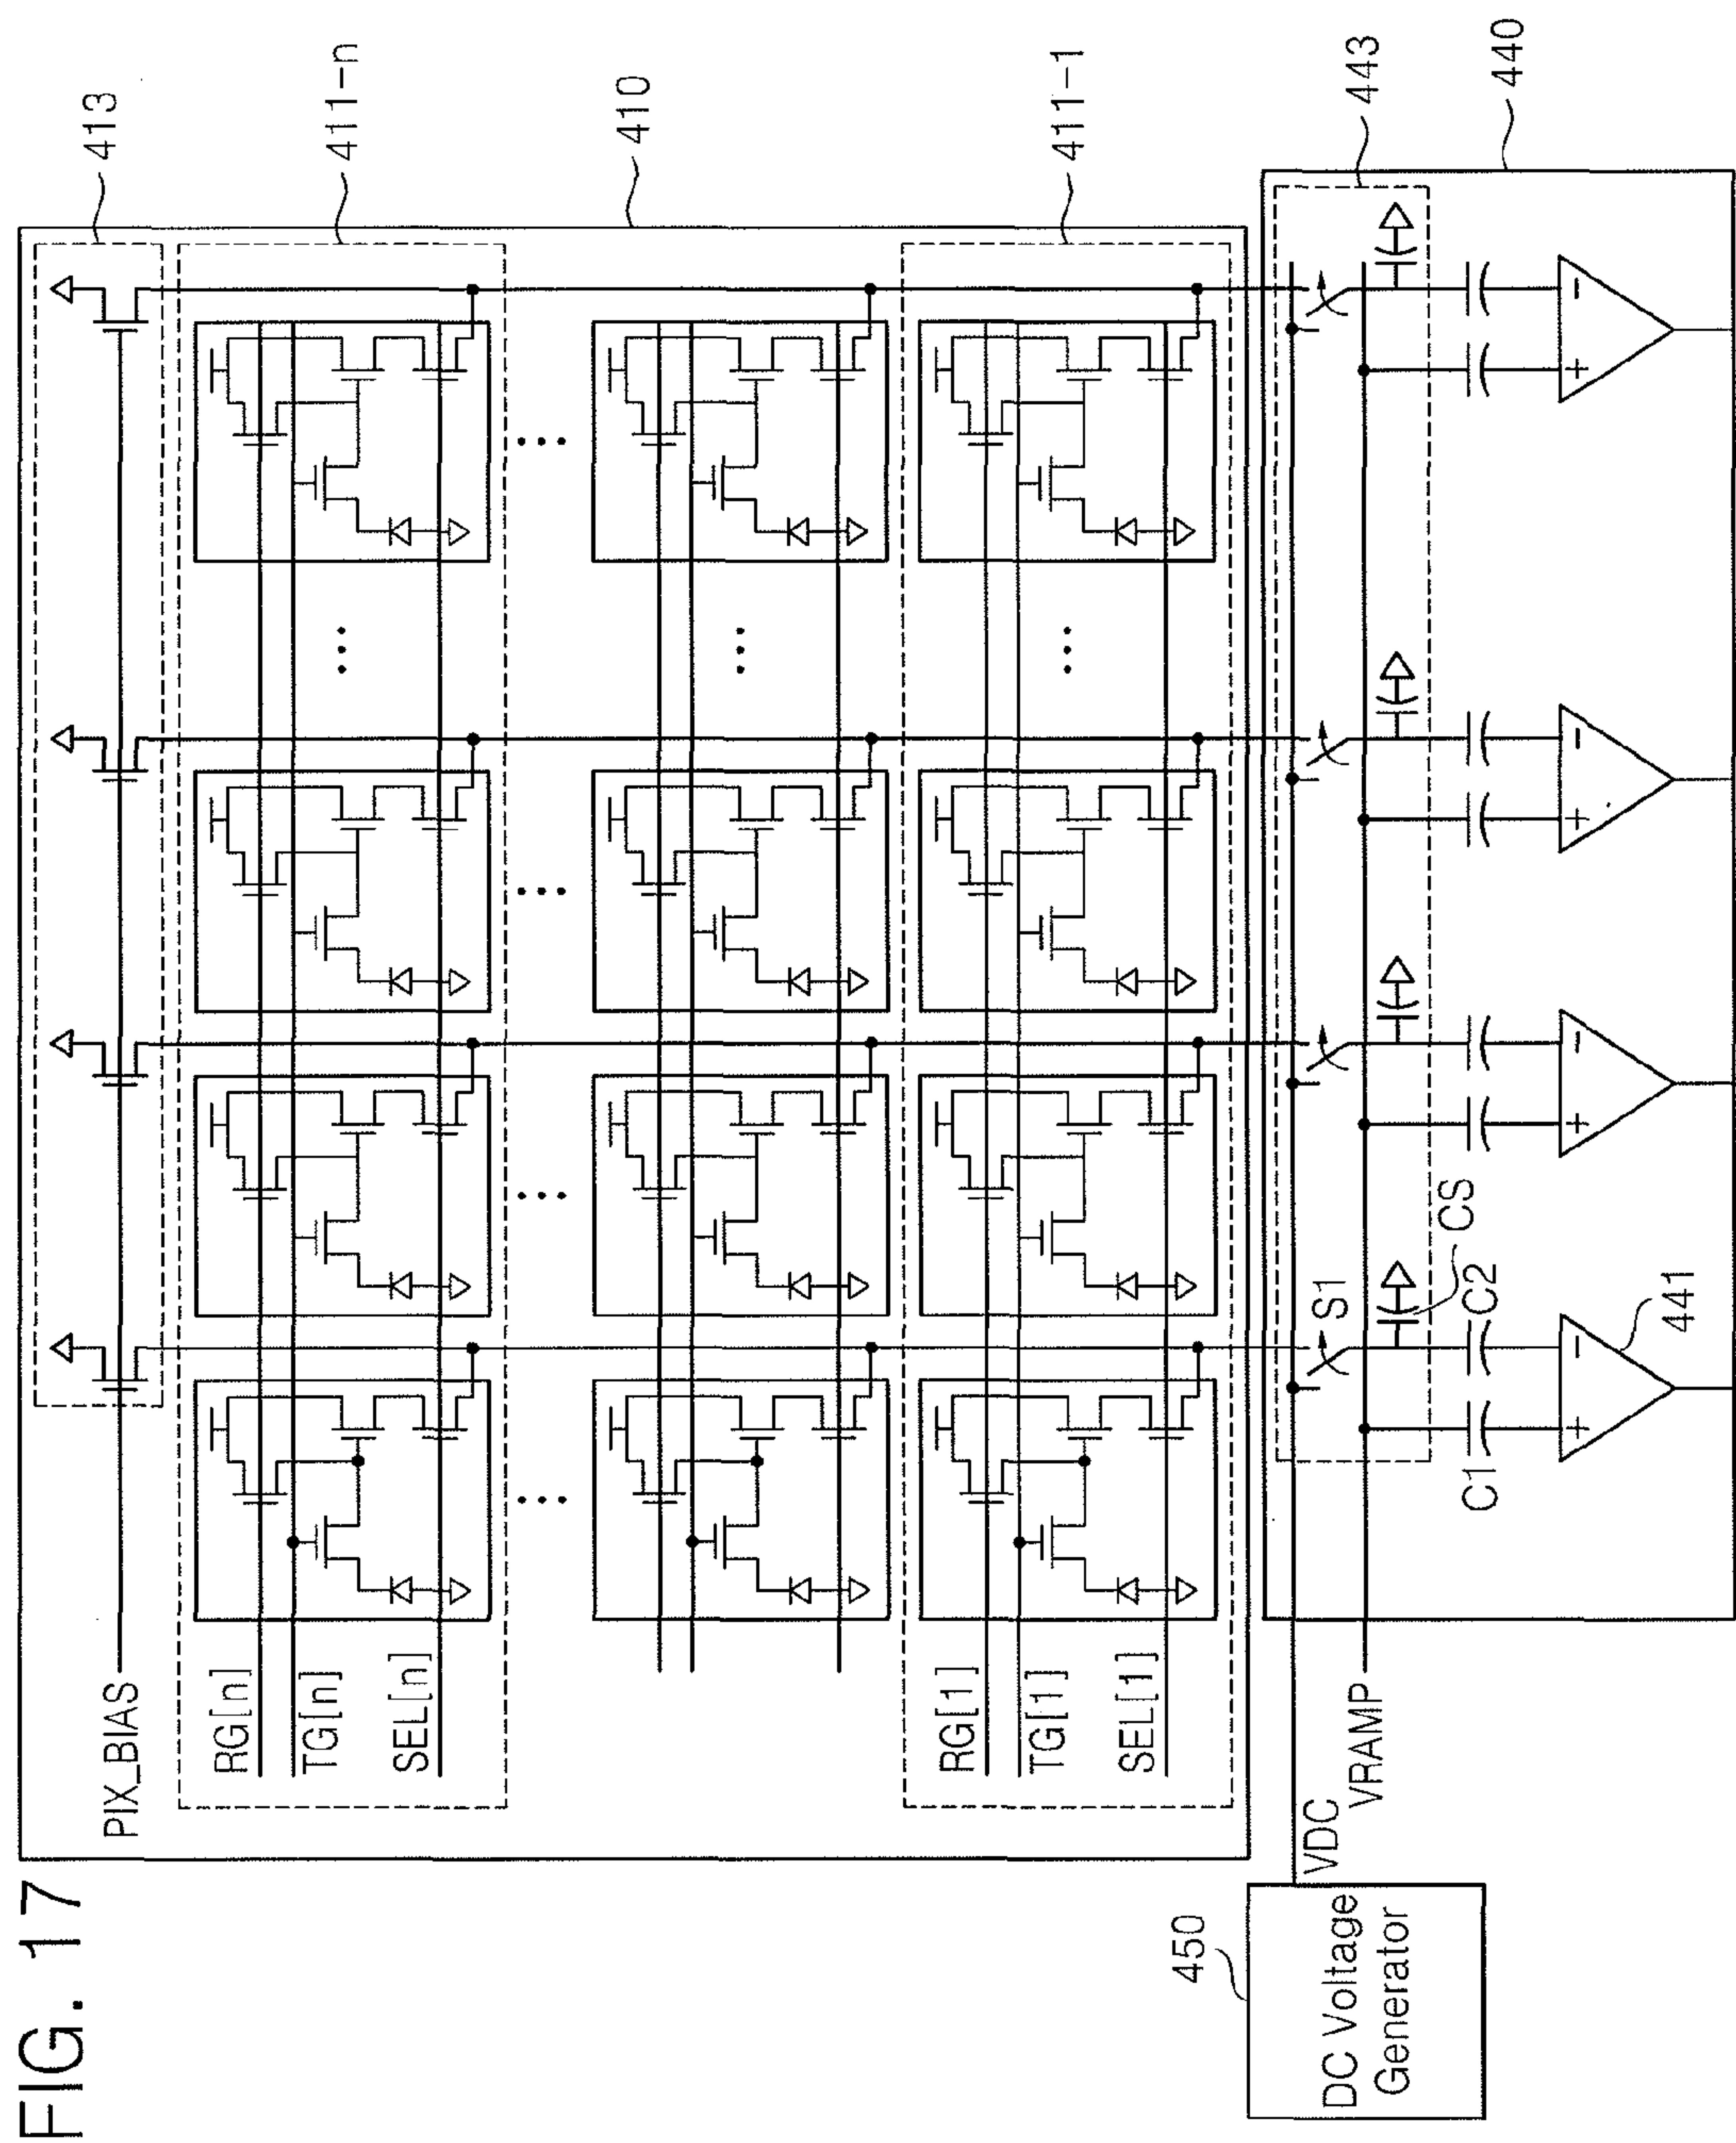 FIG. 17
413
411-n
410
411-1
443
440
PIX_BIAS
RG[n]
TG[n]
SEL[n]
RG[1]
TG[1]
SEL[1]
VDC
VRAMP
450
DC Voltage
Generator
S1
CS
C1
C2
441
+
−
+
−
+
−
+
−